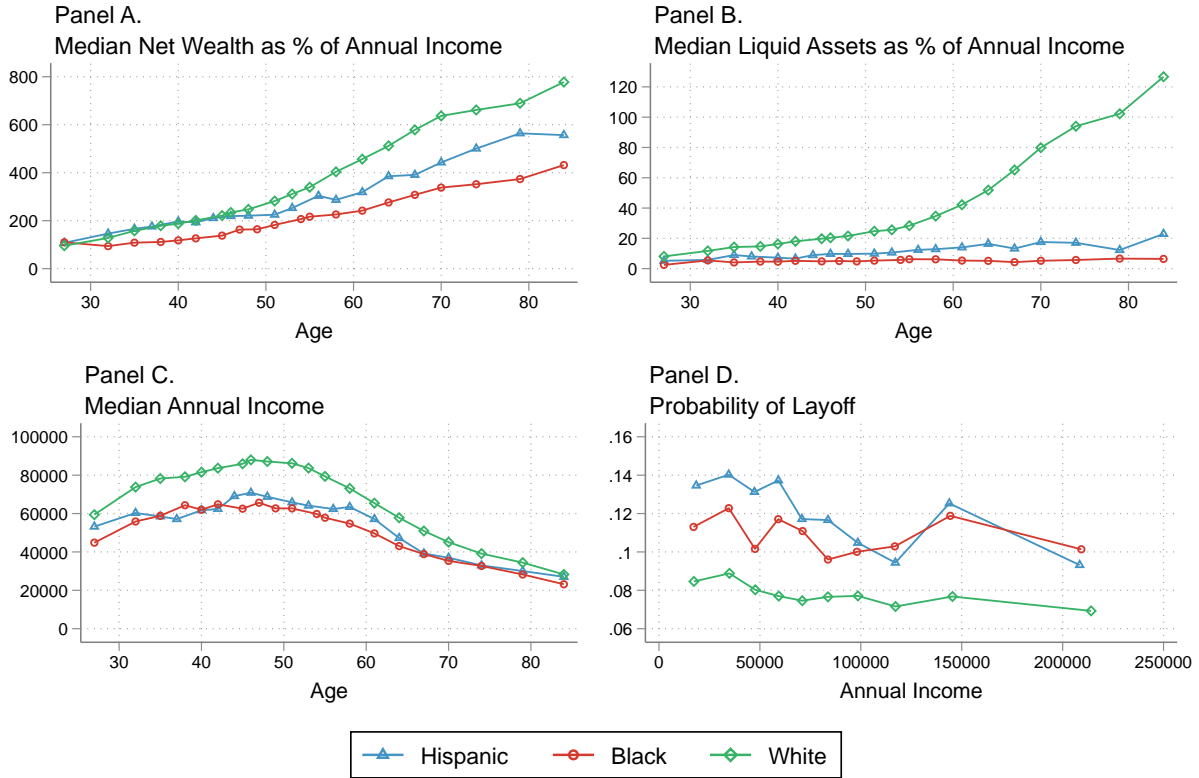 Panel A.
Median Net Wealth as % of Annual Income
800
600
400
200
0
30 40 50 60 70 80
Age
Panel B.
Median Liquid Assets as % of Annual Income
120
100
80
60
40
20
0
30 40 50 60 70 80
Age
Panel C.
Median Annual Income
100000
80000
60000
40000
20000
0
30 40 50 60 70 80
Age
Panel D.
Probability of Layoff
.16
.14
.12
.1
.08
.06
0 50000 100000 150000 200000 250000
Annual Income
Hispanic Black White